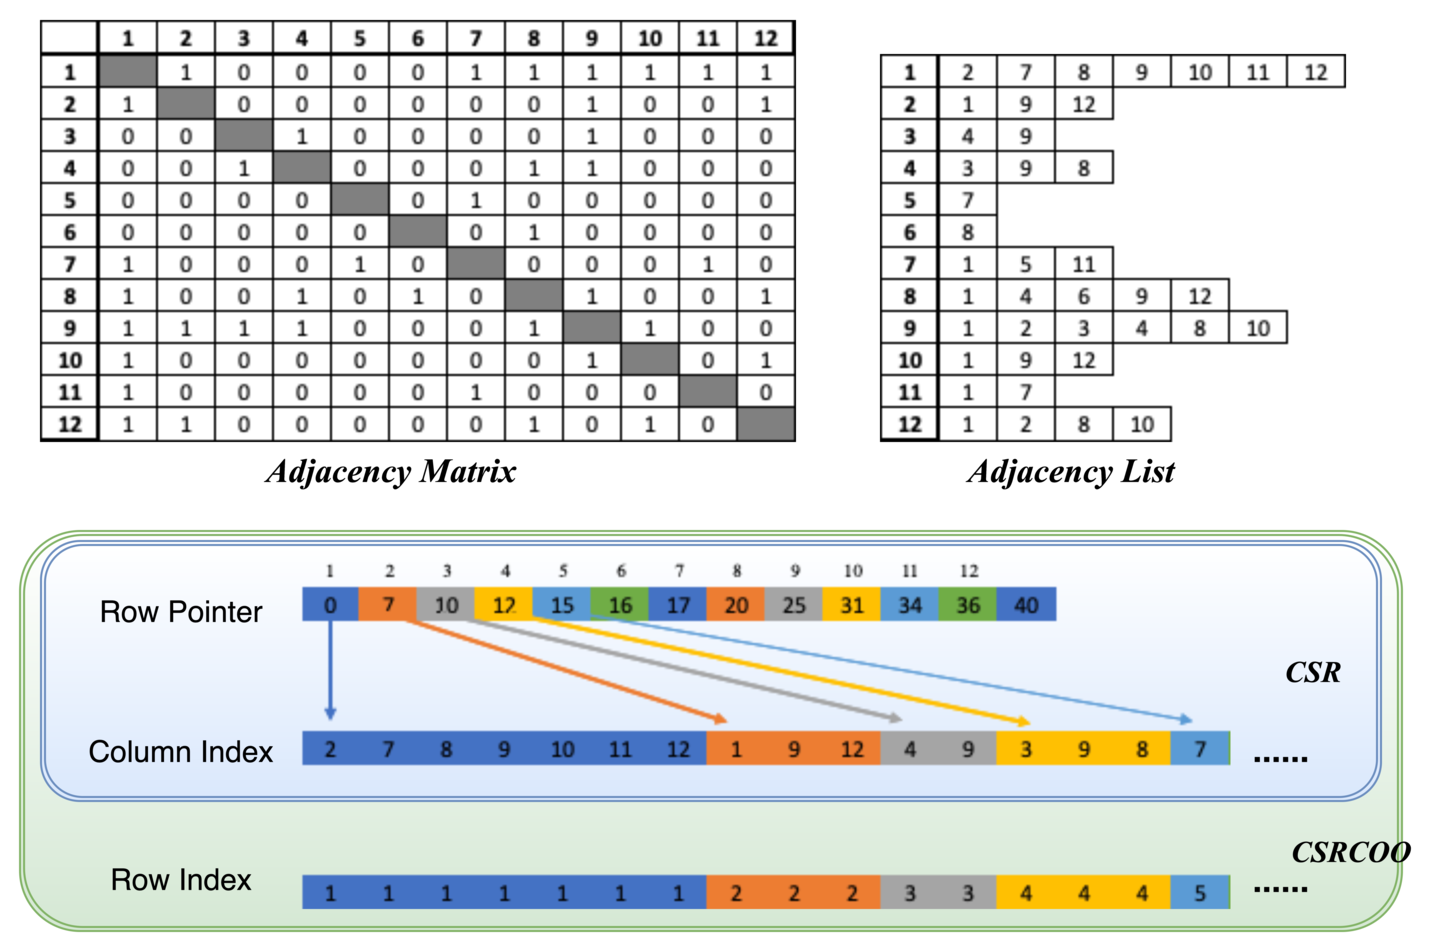 1 2 3 4 5 6 7 8 9 10 11 12
1 1 0 0 0 0 1 1 1 1 1 1
2 1 0 0 0 0 0 0 1 0 0 1
3 0 0 1 0 0 0 0 1 0 0 0
4 0 0 1 0 0 0 1 1 0 0 0
5 0 0 0 0 0 1 0 0 0 0 0
6 0 0 0 0 0 0 1 0 0 0 0
7 1 0 0 0 1 0 0 0 0 1 0
8 1 0 0 1 0 1 0 1 0 0 1
9 1 1 1 1 0 0 0 1 1 0 0
10 1 0 0 0 0 0 0 0 1 0 1
11 1 0 0 0 0 0 1 0 0 0 0
12 1 1 0 0 0 0 0 1 0 1 0
Adjacency Matrix
1 2 7 8 9 10 11 12
2 1 9 12
3 4 9
4 3 9 8
5 7
6 8
7 1 5 11
8 1 4 6 9 12
9 1 2 3 4 8 10
10 1 9 12
11 1 7
12 1 2 8 10
Adjacency List
1 2 3 4 5 6 7 8 9 10 11 12
Row Pointer 0 7 10 12 15 16 17 20 25 31 34 36 40
CSR
Column Index 2 7 8 9 10 11 12 1 9 12 4 9 3 9 8 7 ......
CSRCOO
Row Index 1 1 1 1 1 1 1 2 2 2 3 3 4 4 4 5 ......